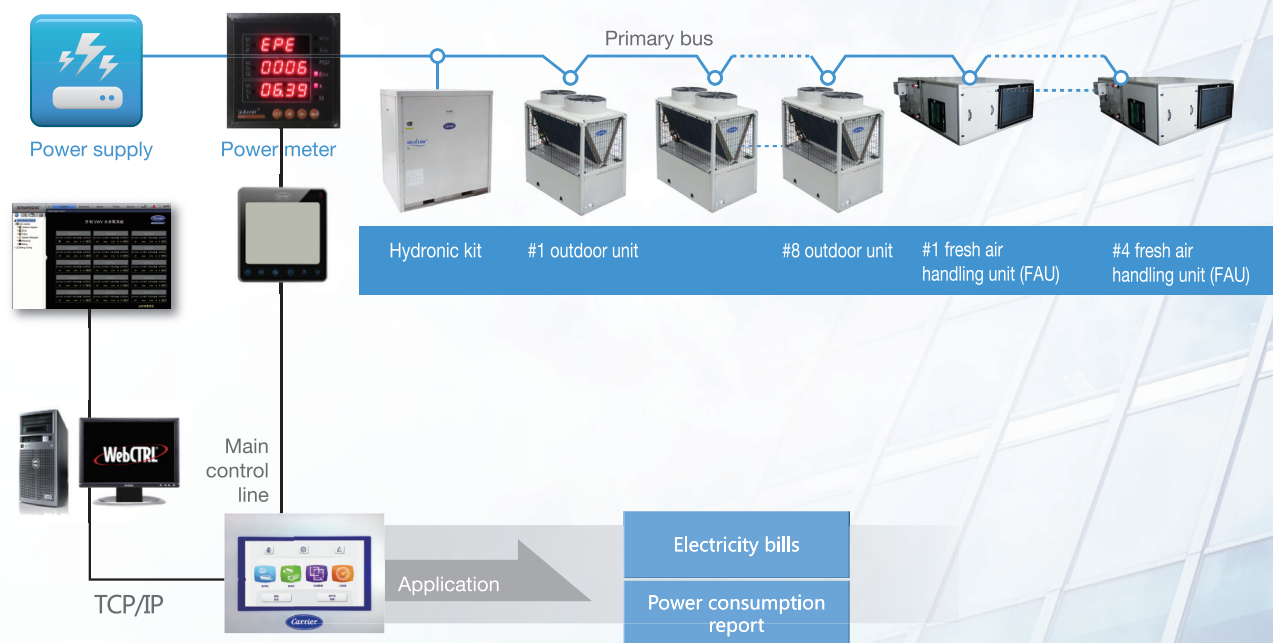 Primary bus
EPE
0006
06.39
Power supply
Power meter
Hydronic kit
#1 outdoor unit
#8 outdoor unit
#1 fresh air
handling unit (FAU)
#4 fresh air
handling unit (FAU)
Carrier
WebCTRL
Main
control
line
TCP/IP
Application
Carrier
Electricity bills
Power consumption
report